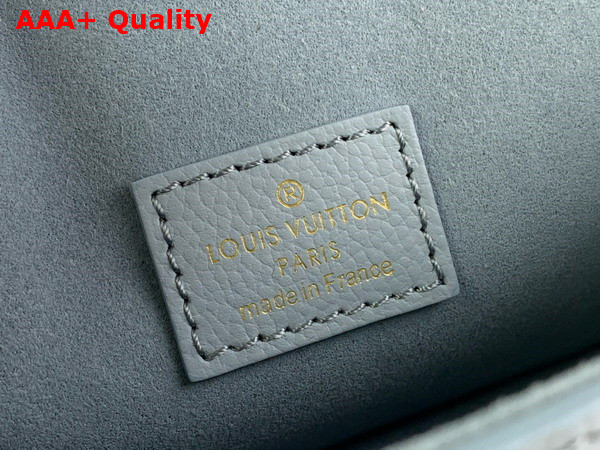 AAA+ Quality
®
LOUIS VUITTON
PARIS
made in France